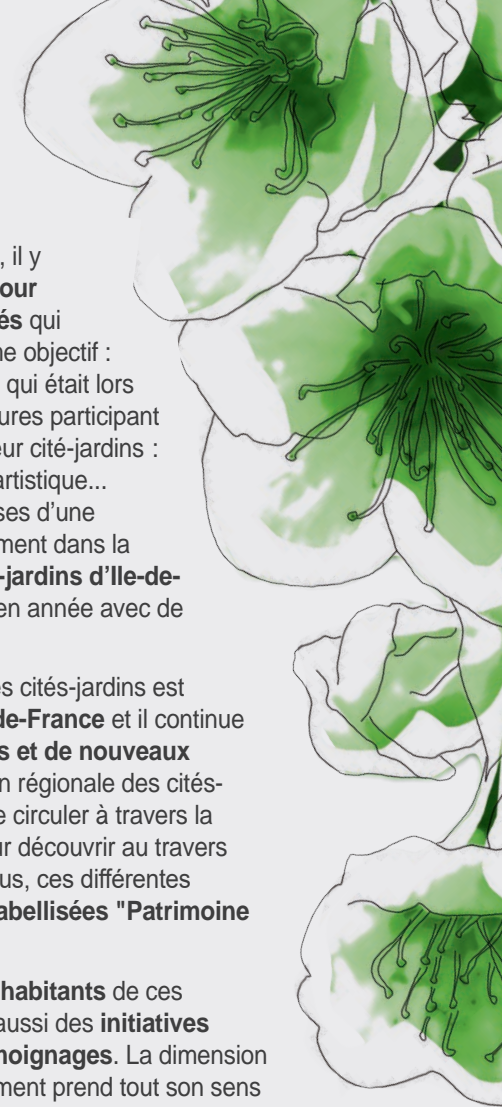 , il y
our
és qui
ne objectif :
qui était lors
ures participant
eur cité-jardins :
artistique...
ses d’une
ment dans la
-jardins d’Ile-de-
en année avec de
es cités-jardins est
de-France et il continue
s et de nouveaux
n régionale des cités-
e circuler à travers la
ur découvrir au travers
us, ces différentes
abellisées "Patrimoine
habitants de ces
aussi des initiatives
moignages. La dimension
ment prend tout son sens